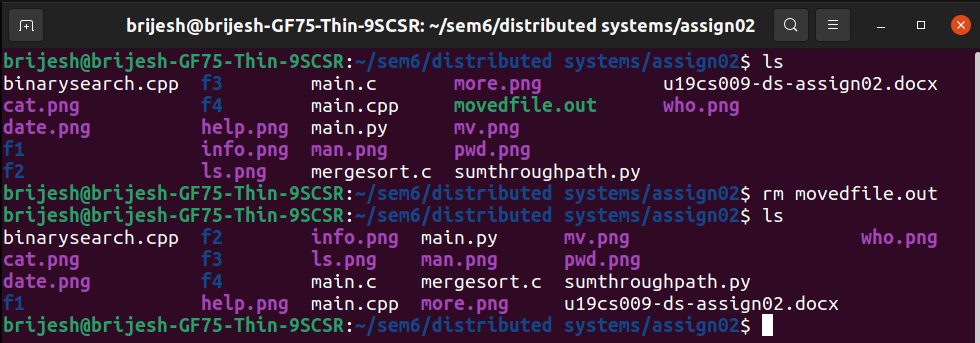 brijesh@brijesh-GF75-Thin-9SCSR: ~/sem6/distributed systems/assign02
brijesh@brijesh-GF75-Thin-9SCSR:~/sem6/distributed systems/assign02$ ls
binarysearch.cpp f3 main.c more.png u19cs009-ds-assign02.docx
cat.png f4 main.cpp movedfile.out who.png
date.png help.png main.py mv.png
f1 info.png man.png pwd.png
f2 ls.png mergesort.c sumthroughpath.py
brijesh@brijesh-GF75-Thin-9SCSR:~/sem6/distributed systems/assign02$ rm movedfile.out
brijesh@brijesh-GF75-Thin-9SCSR:~/sem6/distributed systems/assign02$ ls
binarysearch.cpp f2 info.png main.py mv.png who.png
cat.png f3 ls.png man.png pwd.png
date.png f4 main.c mergesort.c sumthroughpath.py
f1 help.png main.cpp more.png u19cs009-ds-assign02.docx
brijesh@brijesh-GF75-Thin-9SCSR:~/sem6/distributed systems/assign02$